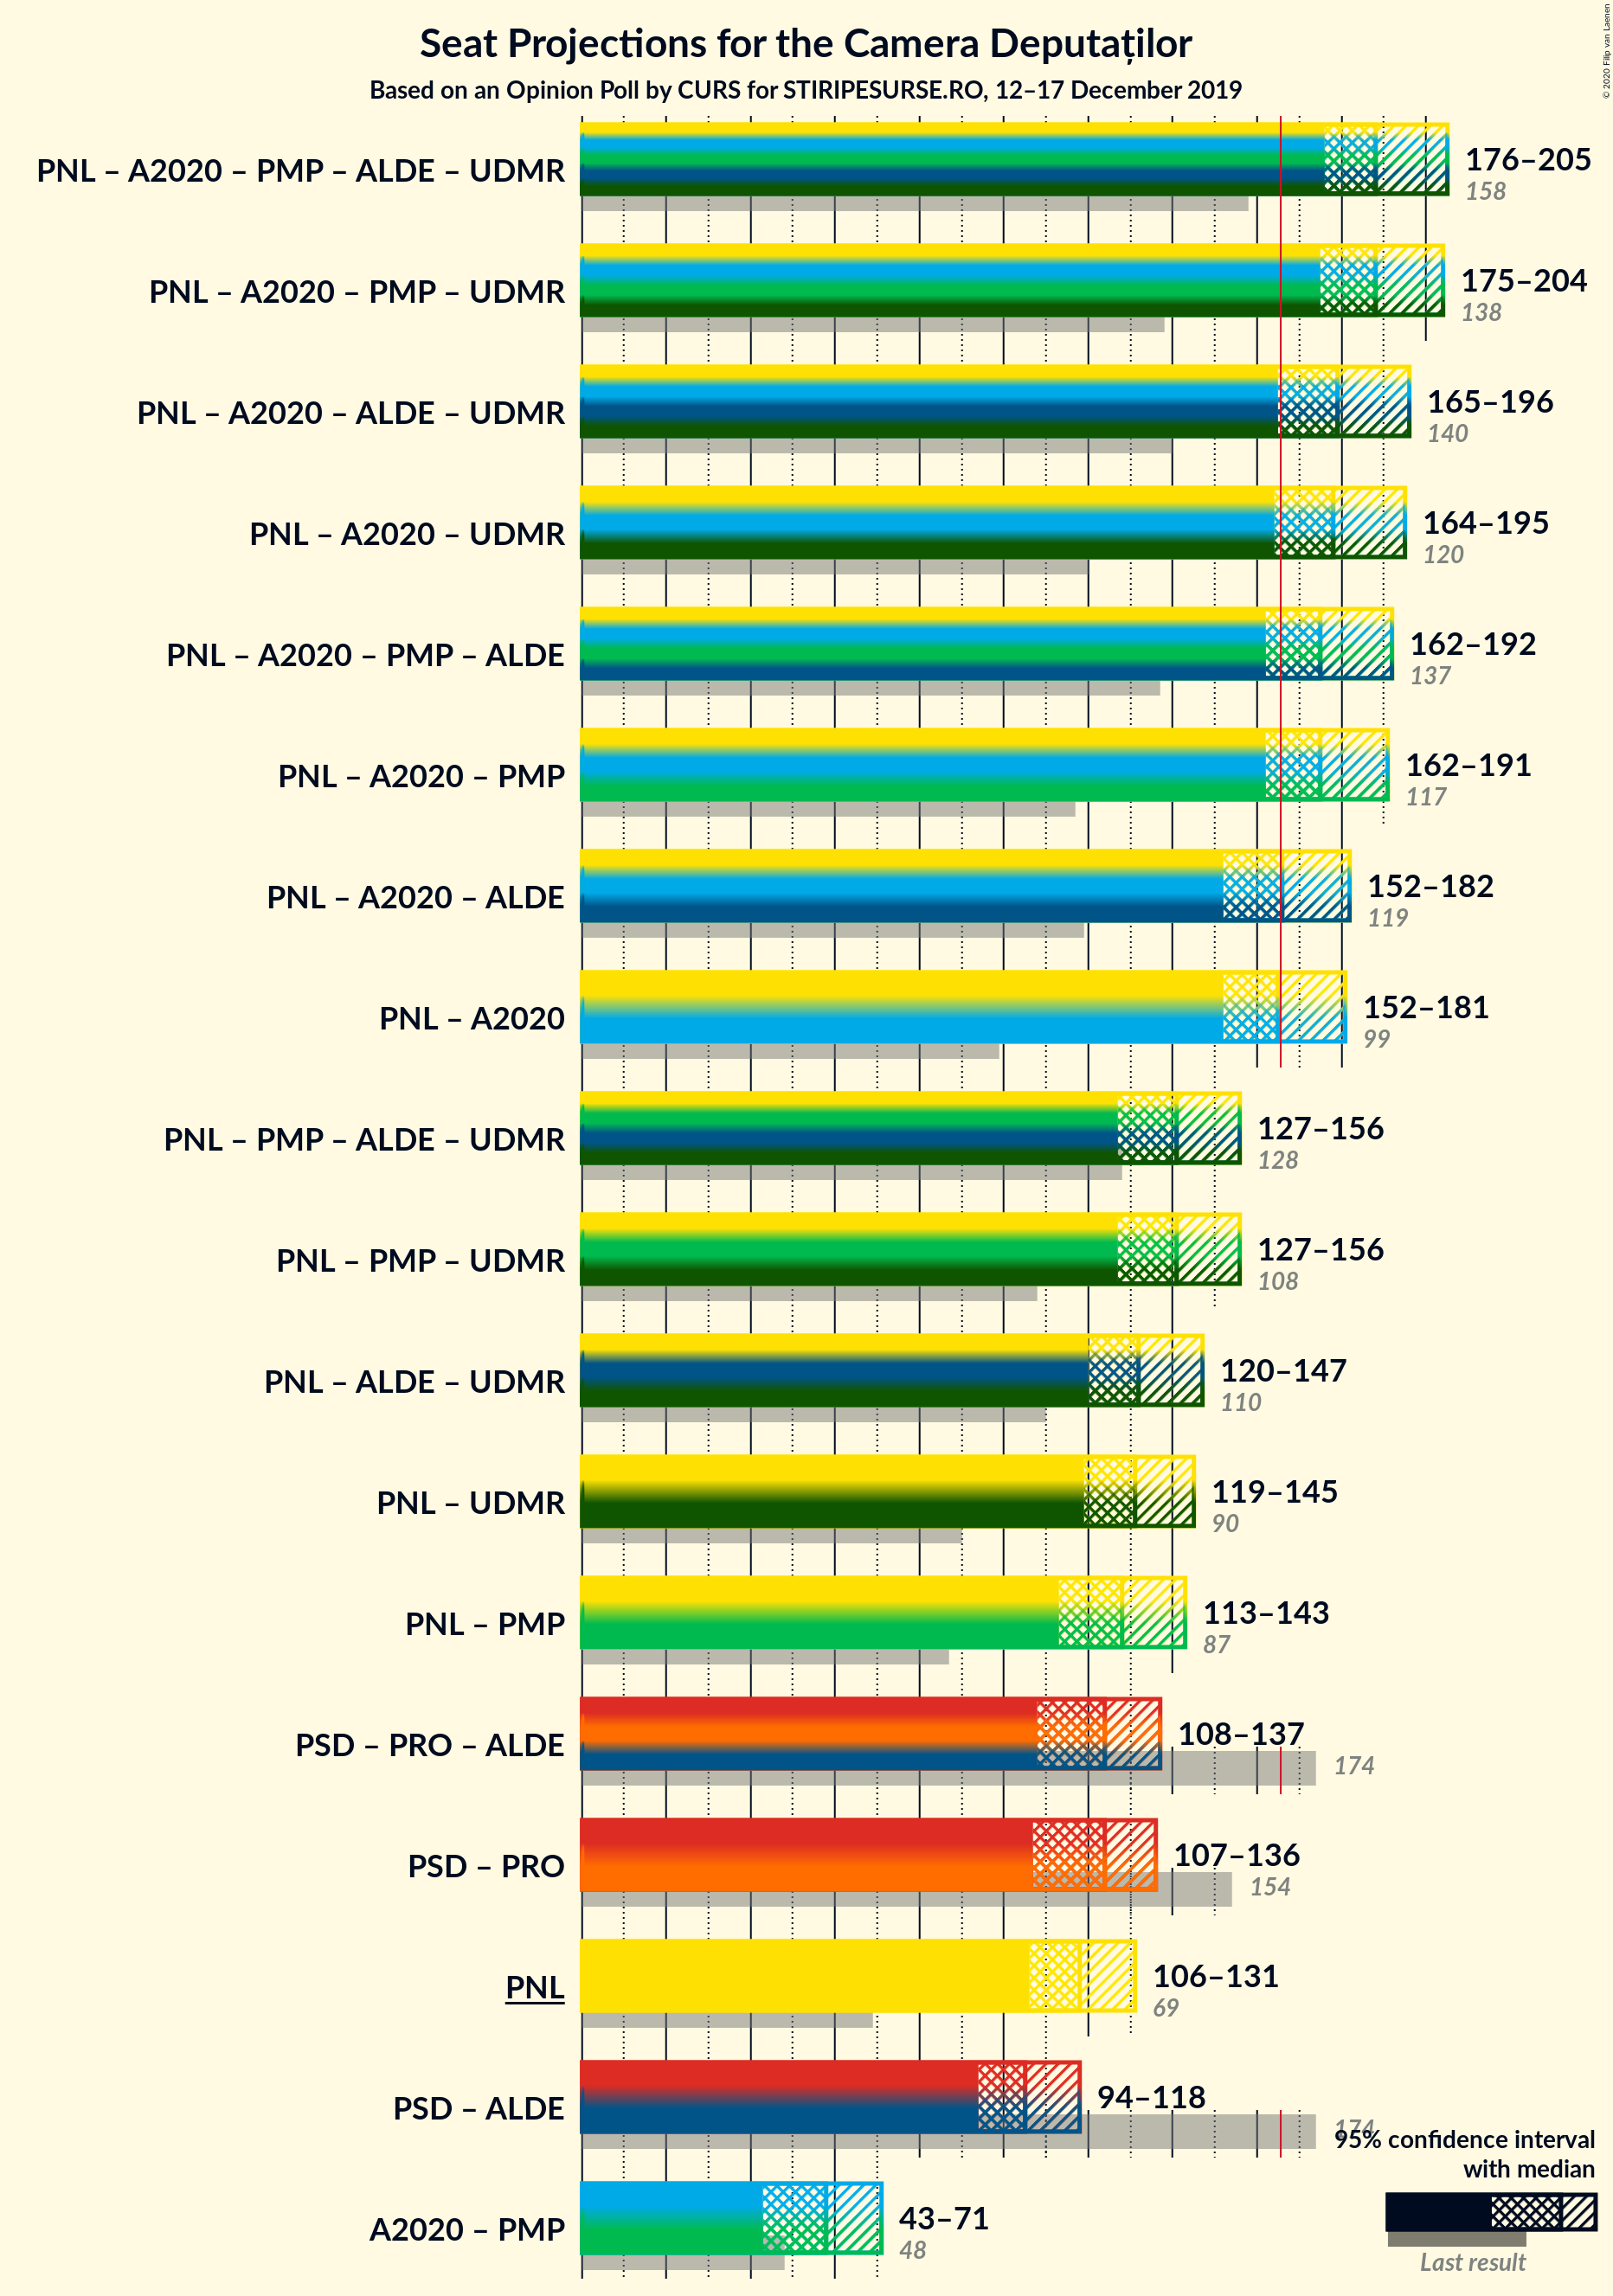 © 2020 Filip van Laenen
Seat Projections for the Camera Deputaților
Based on an Opinion Poll by CURS for STIRIPESURSE.RO, 12–17 December 2019
PNL – A2020 – PMP – ALDE – UDMR
176–205
158
PNL – A2020 – PMP – UDMR
175–204
138
PNL – A2020 – ALDE – UDMR
165–196
140
PNL – A2020 – UDMR
164–195
120
PNL – A2020 – PMP – ALDE
162–192
137
PNL – A2020 – PMP
162–191
117
PNL – A2020 – ALDE
152–182
119
PNL – A2020
152–181
99
PNL – PMP – ALDE – UDMR
127–156
128
PNL – PMP – UDMR
127–156
108
PNL – ALDE – UDMR
120–147
110
PNL – UDMR
119–145
90
PNL – PMP
113–143
87
PSD – PRO – ALDE
108–137
174
PSD – PRO
107–136
154
PNL
106–131
69
PSD – ALDE
94–118
174
95% confidence interval
with median
A2020 – PMP
43–71
48
Last result